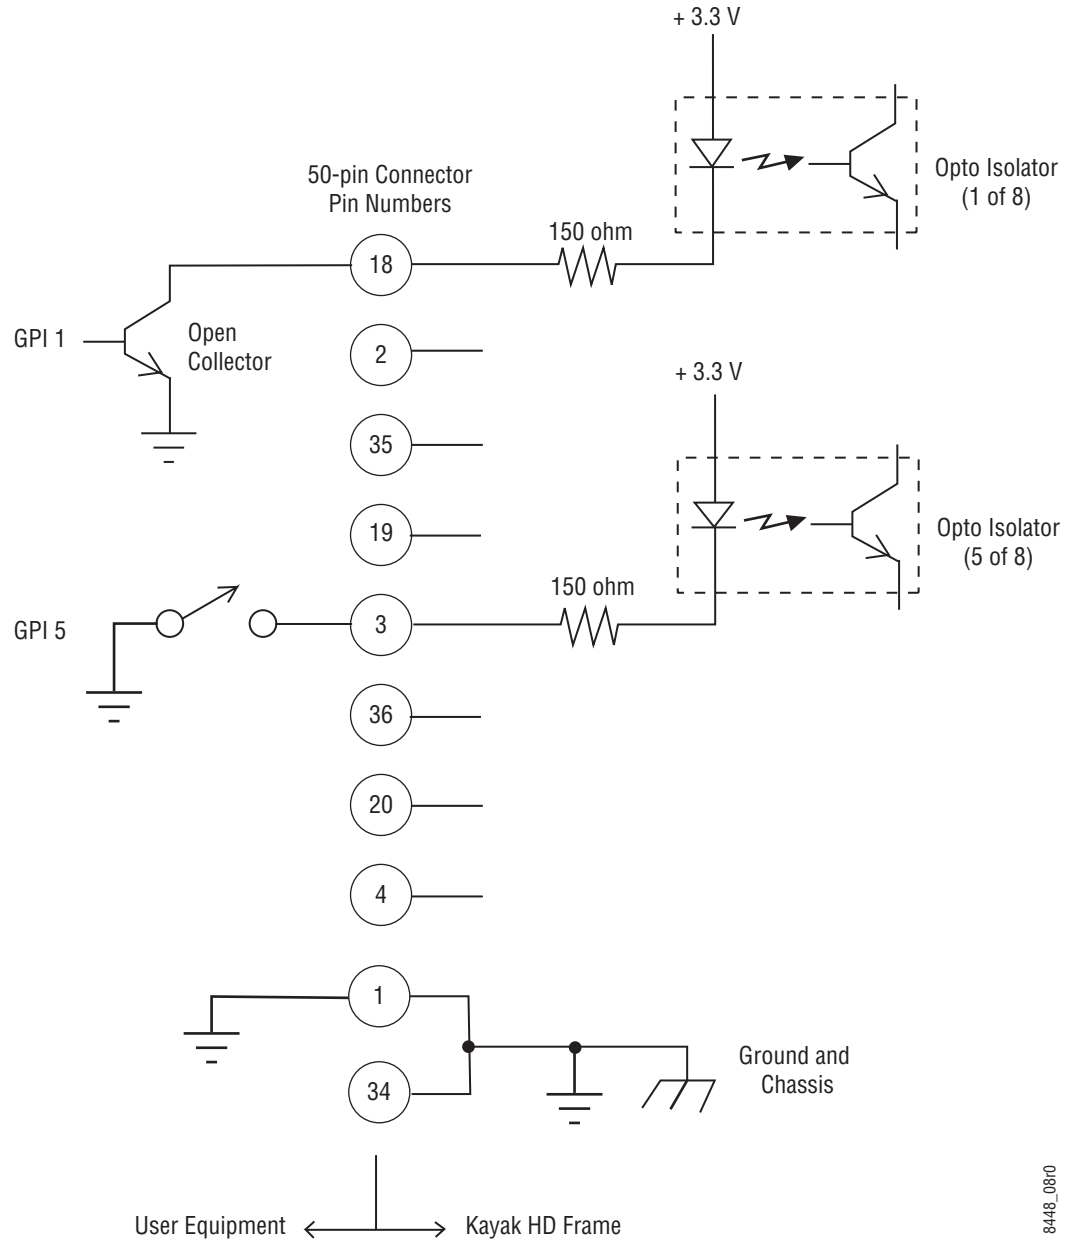 + 3.3 V
50-pin Connector
Pin Numbers
Opto Isolator
(1 of 8)
150 ohm
18
GPI 1
Open
Collector
2
+ 3.3 V
35
19
Opto Isolator
(5 of 8)
150 ohm
GPI 5
3
36
20
4
1
Ground and
Chassis
34
User Equipment
Kayak HD Frame
8448_08r0